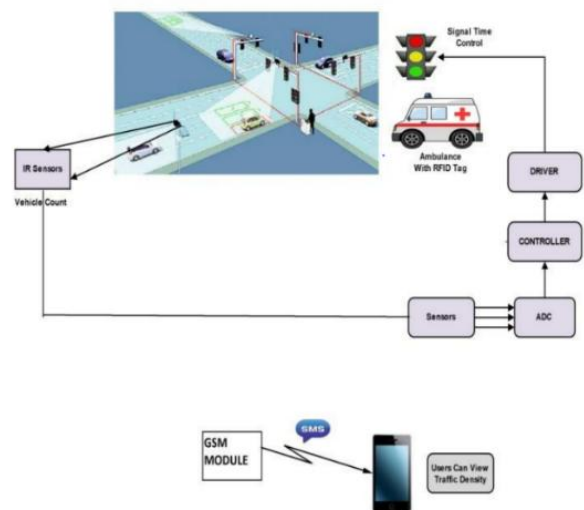 Signal Time
Control
IR Sensors
Vehicle Count
Ambulance
With RFID Tag
DRIVER
CONTROLLER
Sensors
ADC
SMS
GSM
MODULE
Users Can View
Traffic Density